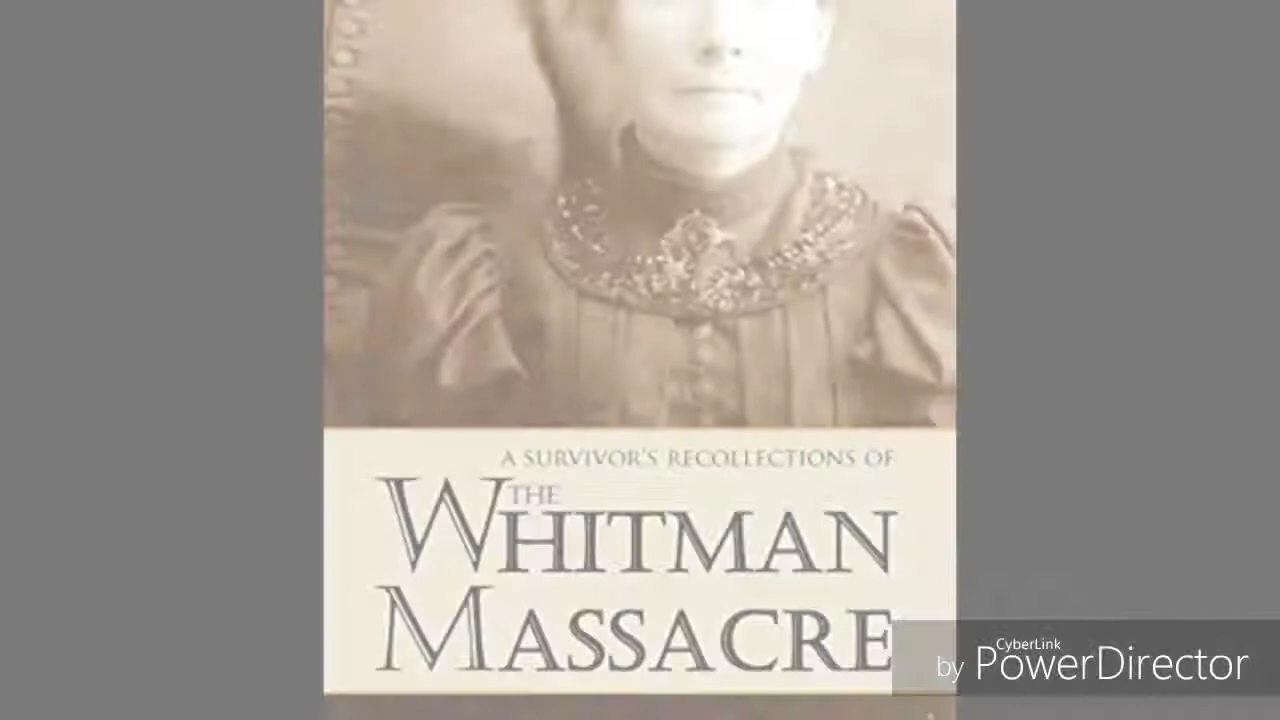 A SURVIVOR'S RECOLLECTIONS OF
THE
WHITMAN
MASSACRE
CyberLink
by PowerDirector